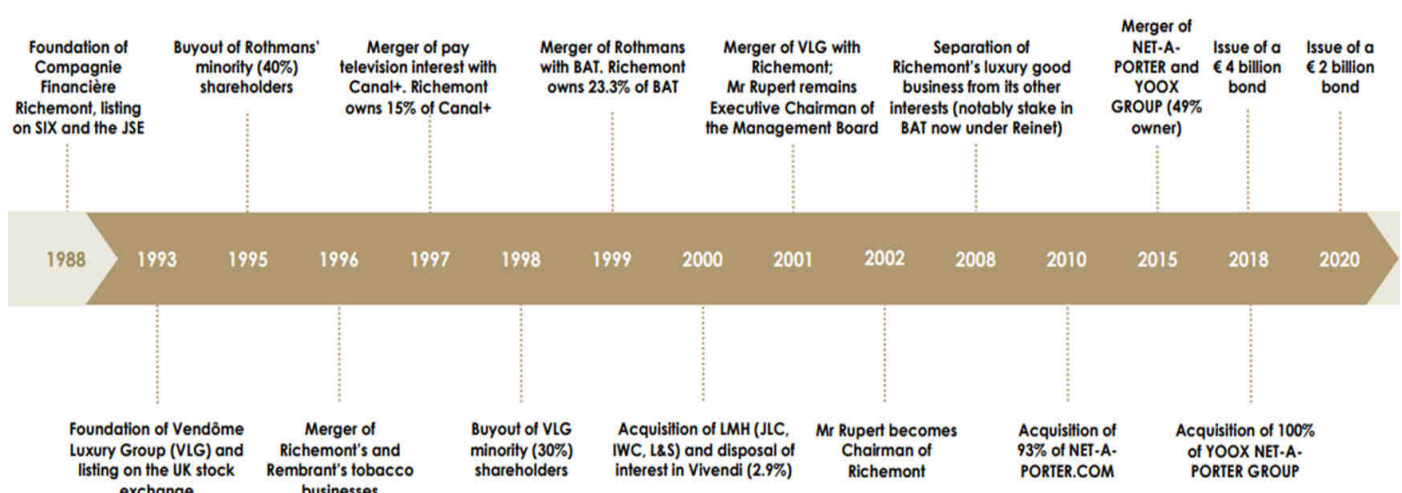 Foundation of
Compagnie
Financière
Richemont, listing
on SIX and the JSE
Buyout of Rothmans'
minority (40%)
shareholders
Merger of pay
television interest with
Canal+. Richemont
owns 15% of Canal+
Merger of Rothmans
with BAT. Richemont
owns 23.3% of BAT
Merger of VLG with
Richemont;
Mr Rupert remains
Executive Chairman of
the Management Board
Separation of
Richemont's luxury good
business from its other
interests (notably stake in
BAT now under Reinet)
Merger of
NET-A-
PORTER and
YOOX
GROUP (49%
owner)
Issue of a
€ 4 billion
bond
Issue of a
€ 2 billion
bond
1988 1993 1995 1996 1997 1998 1999 2000 2001 2002 2008 2010 2015 2018 2020
Foundation of Vendôme
Luxury Group (VLG) and
listing on the UK stock
exchange
Merger of
Richemont's and
Rembrant's tobacco
businesses
Buyout of VLG
minority (30%)
shareholders
Acquisition of LMH (JLC,
IWC, L&S) and disposal of
interest in Vivendi (2.9%)
Mr Rupert becomes
Chairman of
Richemont
Acquisition of
93% of NET-A-
PORTER.COM
Acquisition of 100%
of YOOX NET-A-
PORTER GROUP